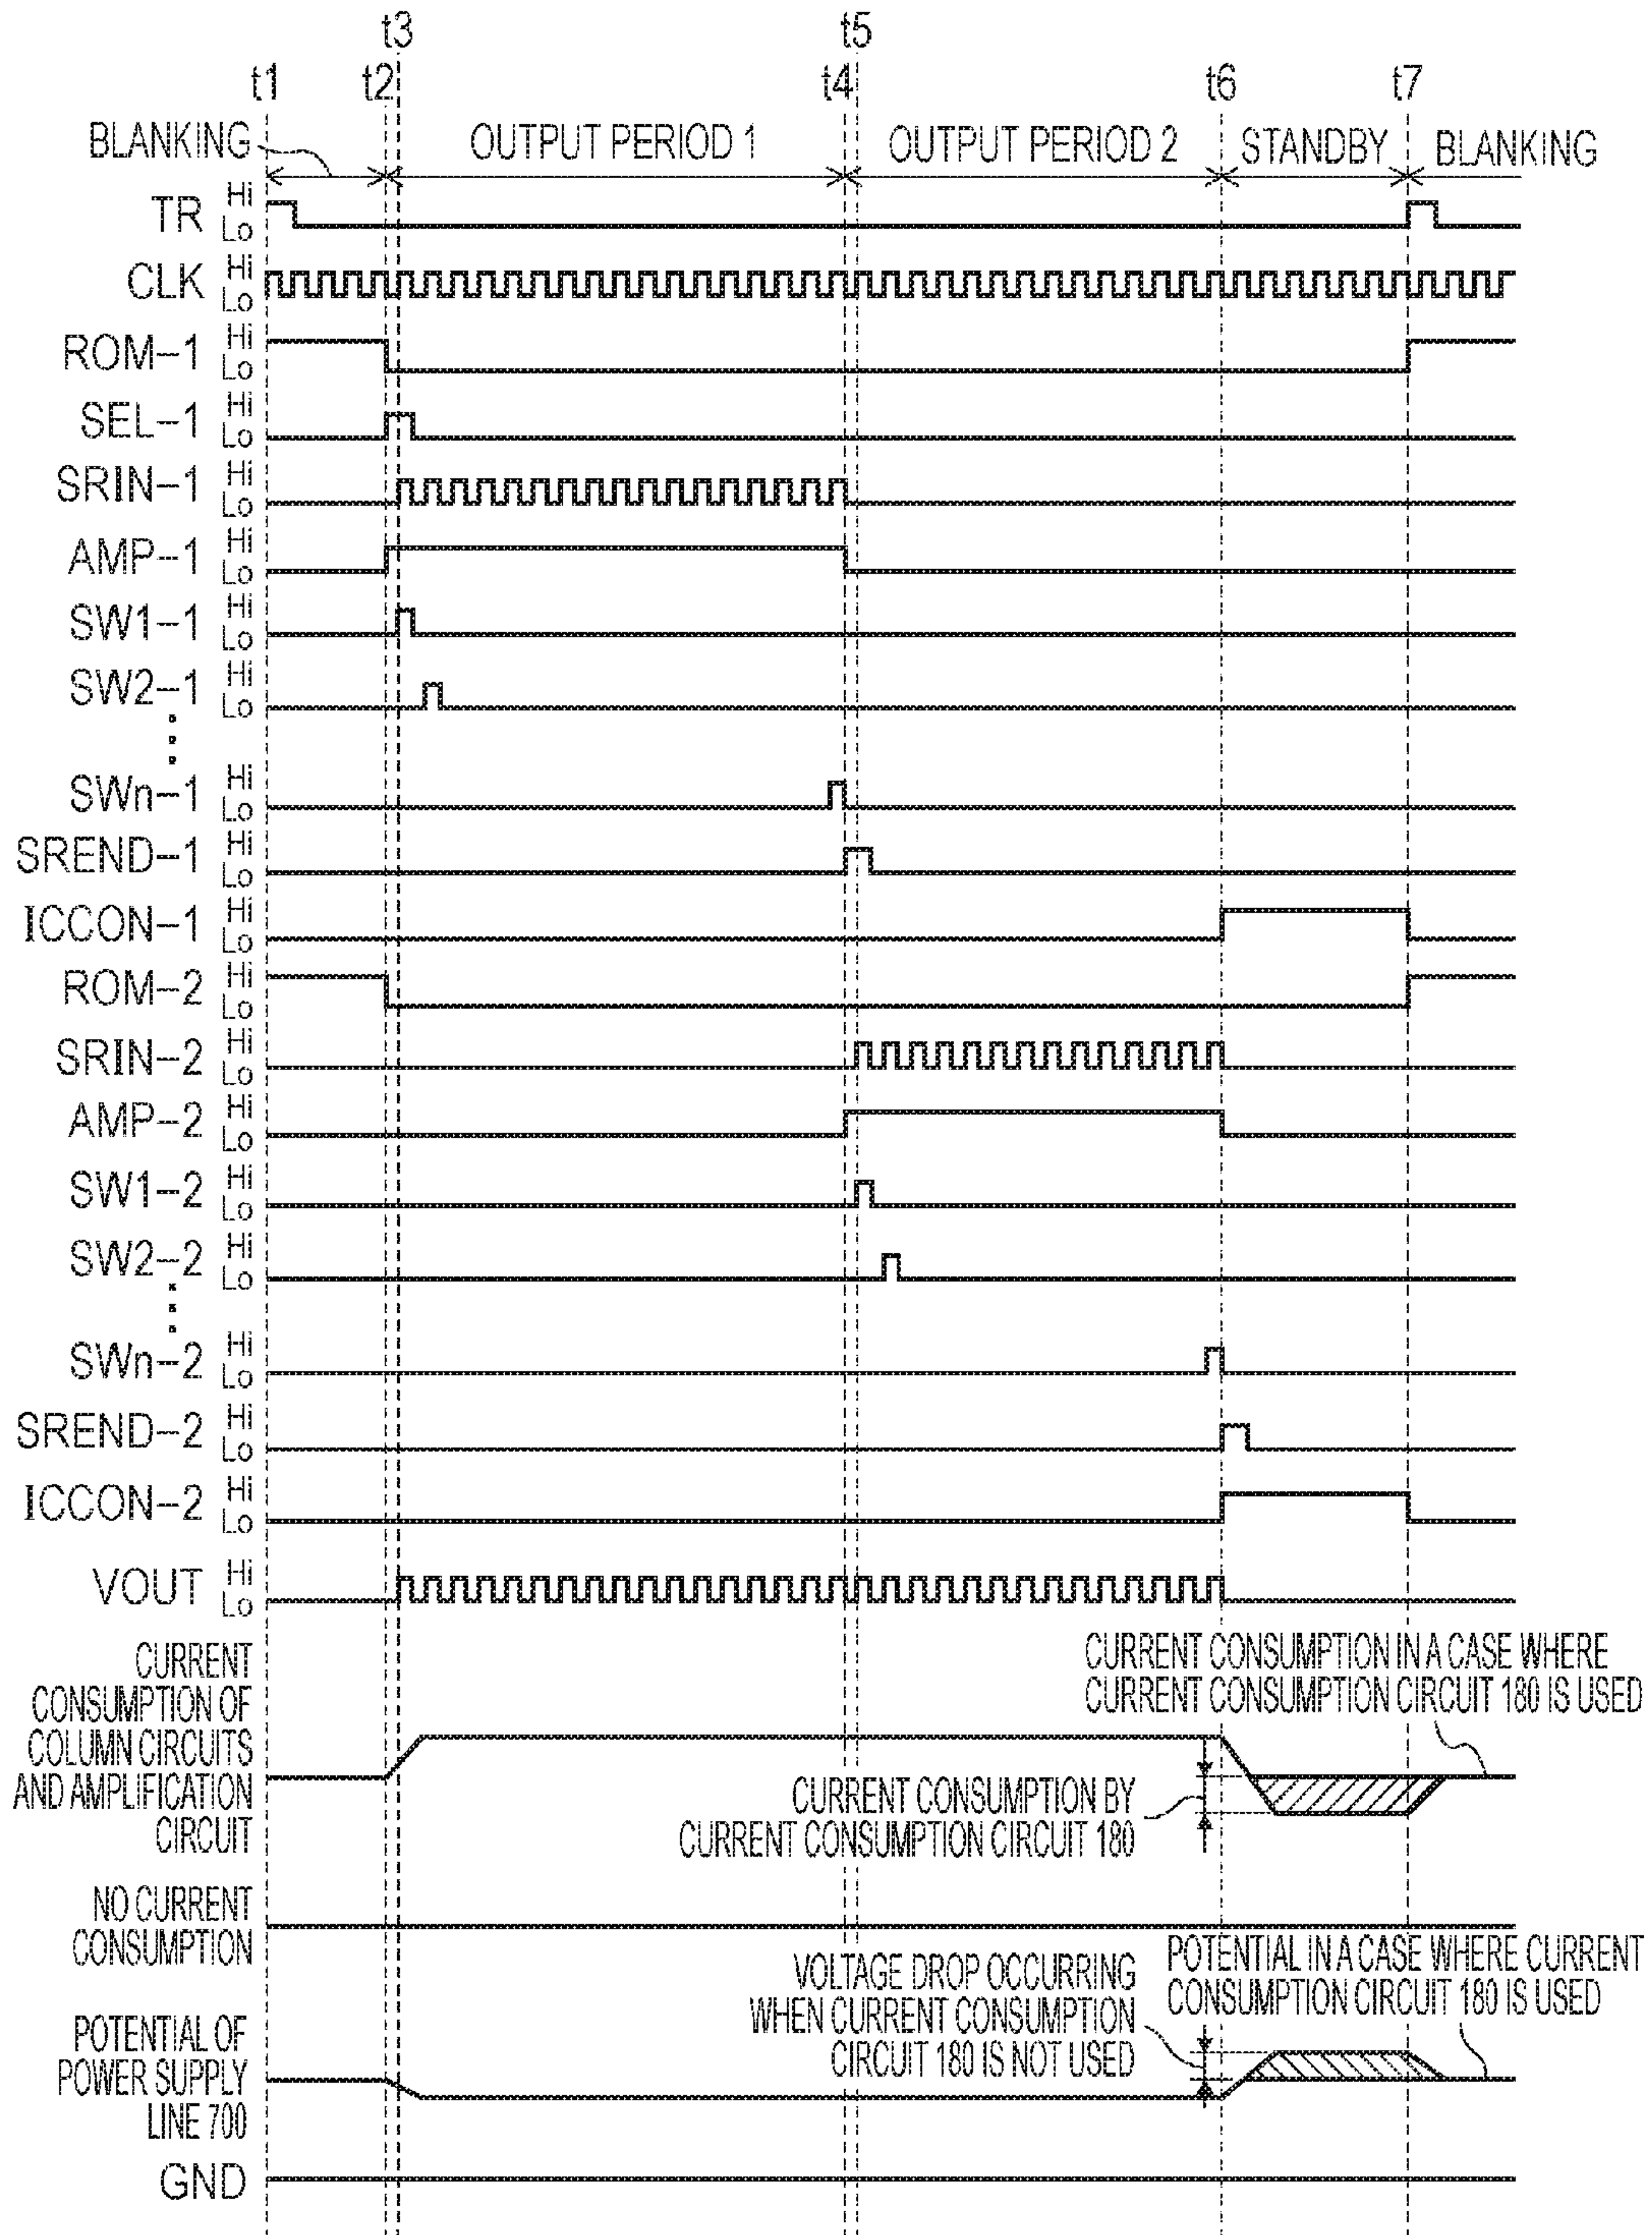 t3 t5
t1 t2 t4 t6 t7
BLANKING OUTPUT PERIOD 1 OUTPUT PERIOD 2 STANDBY BLANKING
TR Hi
Lo
CLK Hi
Lo
ROM-1 Hi
Lo
SEL-1 Hi
Lo
SRIN-1 Hi
Lo
AMP-1 Hi
Lo
SW1-1 Hi
Lo
SW2-1 Hi
Lo
SWn-1 Hi
Lo
SREND-1 Hi
Lo
ICCON-1 Hi
Lo
ROM-2 Hi
Lo
SRIN-2 Hi
Lo
AMP-2 Hi
Lo
SW1-2 Hi
Lo
SW2-2 Hi
Lo
SWn-2 Hi
Lo
SREND-2 Hi
Lo
ICCON-2 Hi
Lo
VOUT Hi
Lo
CURRENT
CONSUMPTION OF
COLUMN CIRCUITS
AND AMPLIFICATION
CIRCUIT
CURRENT CONSUMPTION IN A CASE WHERE
CURRENT CONSUMPTION CIRCUIT 180 IS USED
CURRENT CONSUMPTION BY
CURRENT CONSUMPTION CIRCUIT 180
NO CURRENT
CONSUMPTION
VOLTAGE DROP OCCURRING
WHEN CURRENT CONSUMPTION
CIRCUIT 180 IS NOT USED
POTENTIAL IN A CASE WHERE CURRENT
CONSUMPTION CIRCUIT 180 IS USED
POTENTIAL OF
POWER SUPPLY
LINE 700
GND